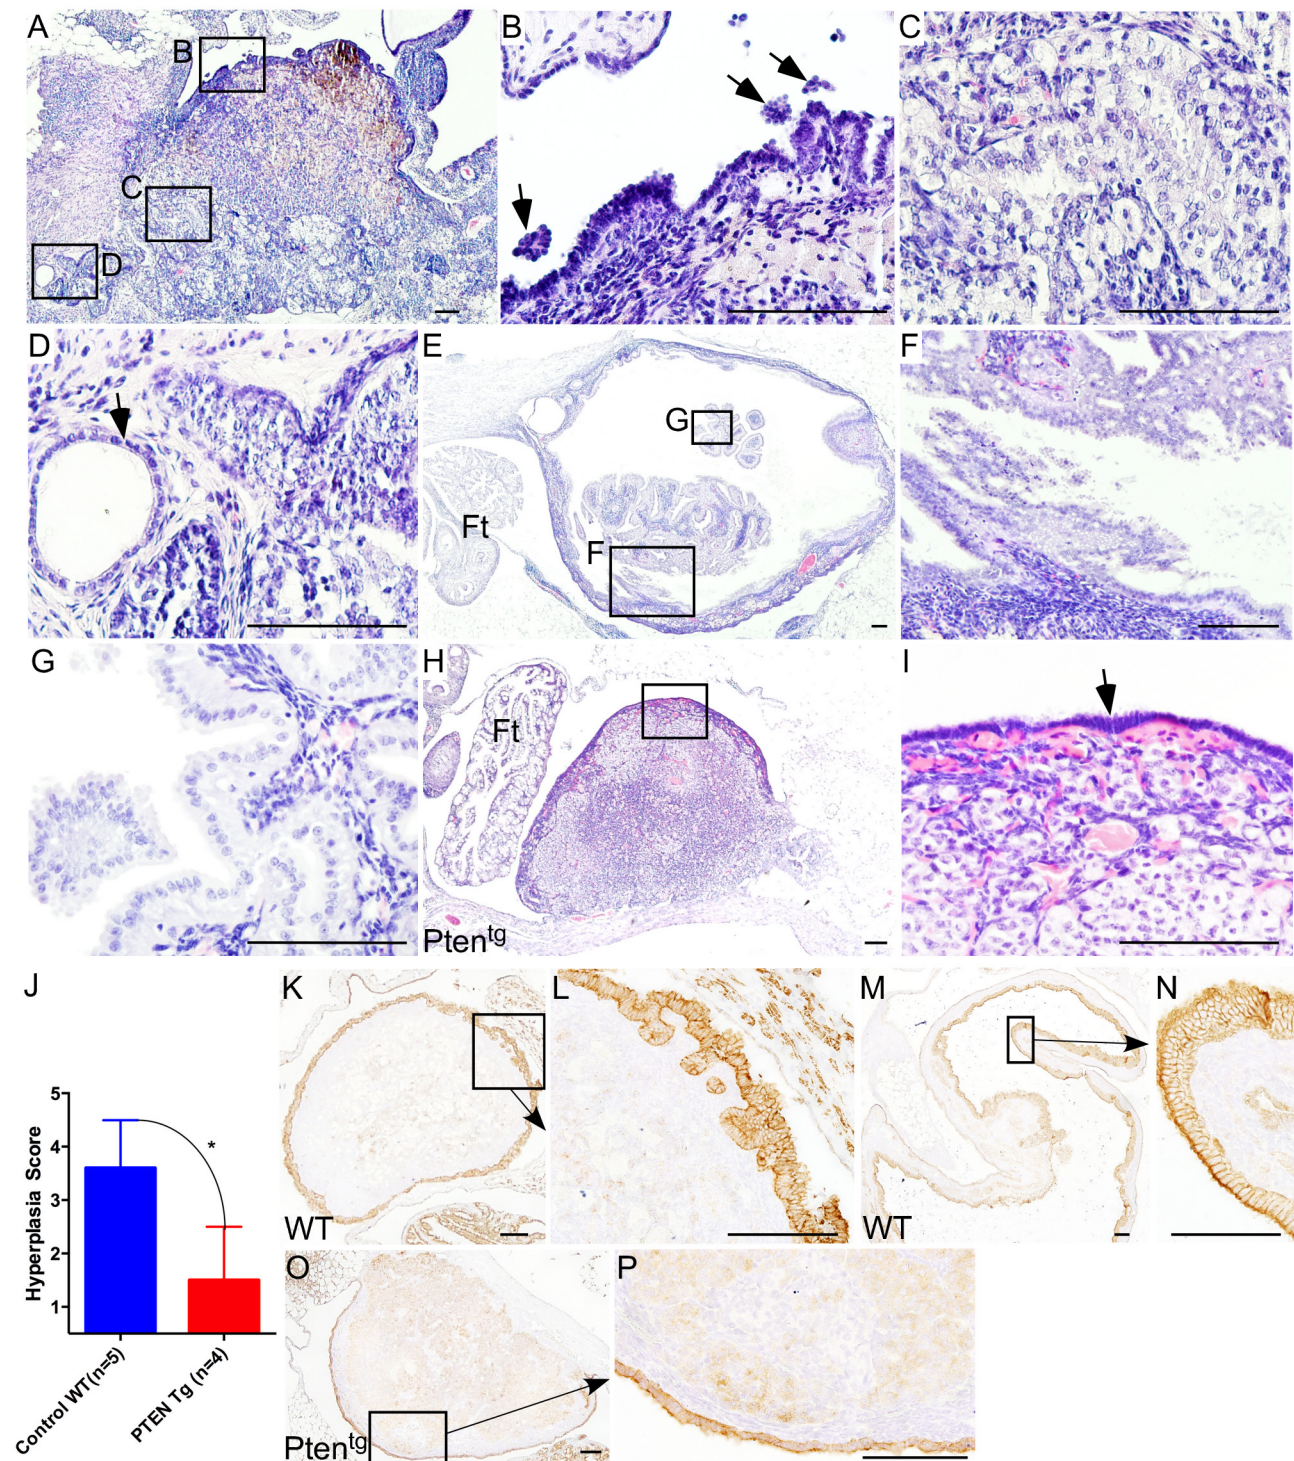 A
B
C
D
B
C
D
E
G
Ft
F
F
G
H
Ft
Pten^tg
I
J
5
4
3
2
1
Hyperplasia Score
*
Control WT(n=5)
PTEN Tg (n=4)
K
WT
L
M
WT
N
O
Pten^tg
P